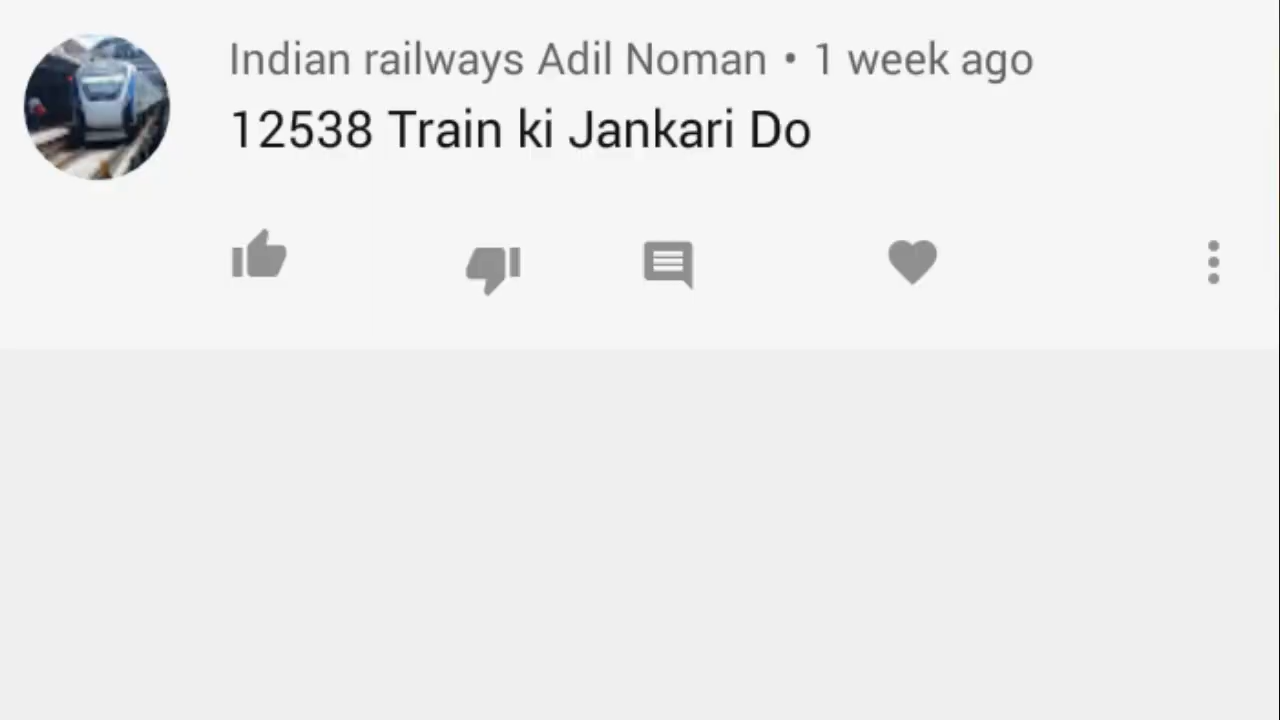 Indian railways Adil Noman • 1 week ago
12538 Train ki Jankari Do